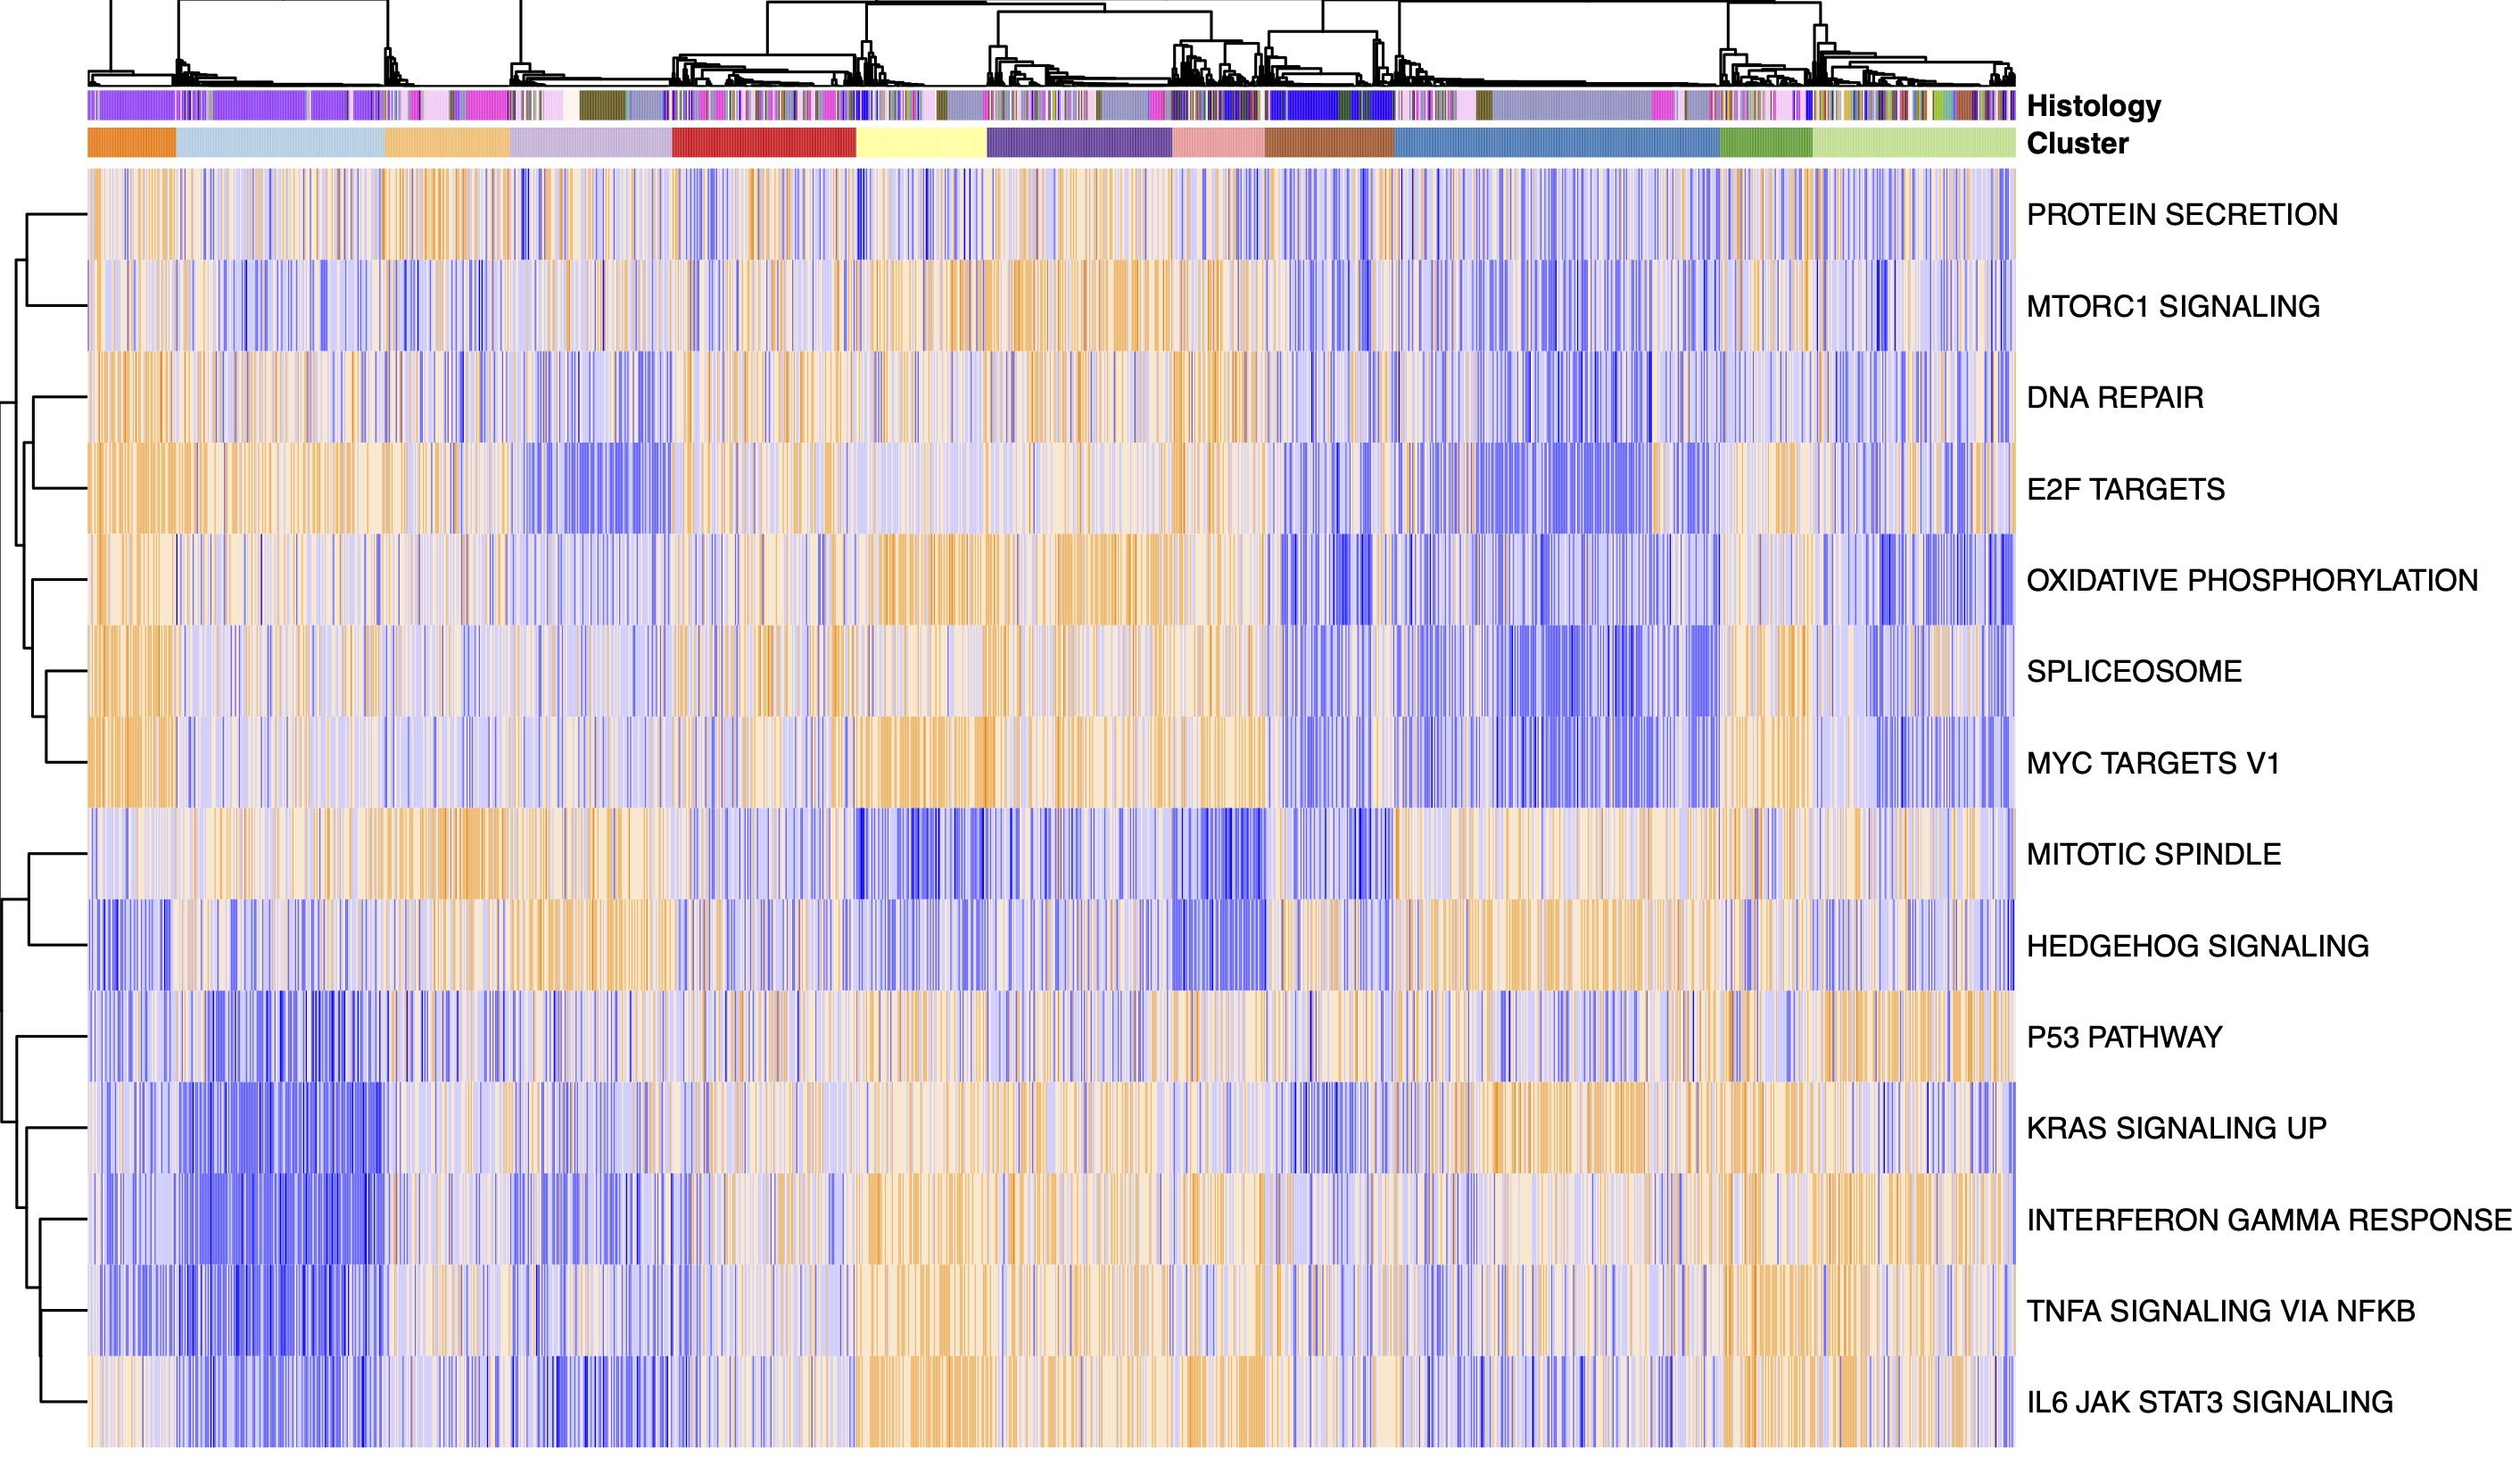 Histology
Cluster
PROTEIN SECRETION
MTORC1 SIGNALING
DNA REPAIR
E2F TARGETS
OXIDATIVE PHOSPHORYLATION
SPLICEOSOME
MYC TARGETS V1
MITOTIC SPINDLE
HEDGEHOG SIGNALING
P53 PATHWAY
KRAS SIGNALING UP
INTERFERON GAMMA RESPONSE
TNFA SIGNALING VIA NFKB
IL6 JAK STAT3 SIGNALING